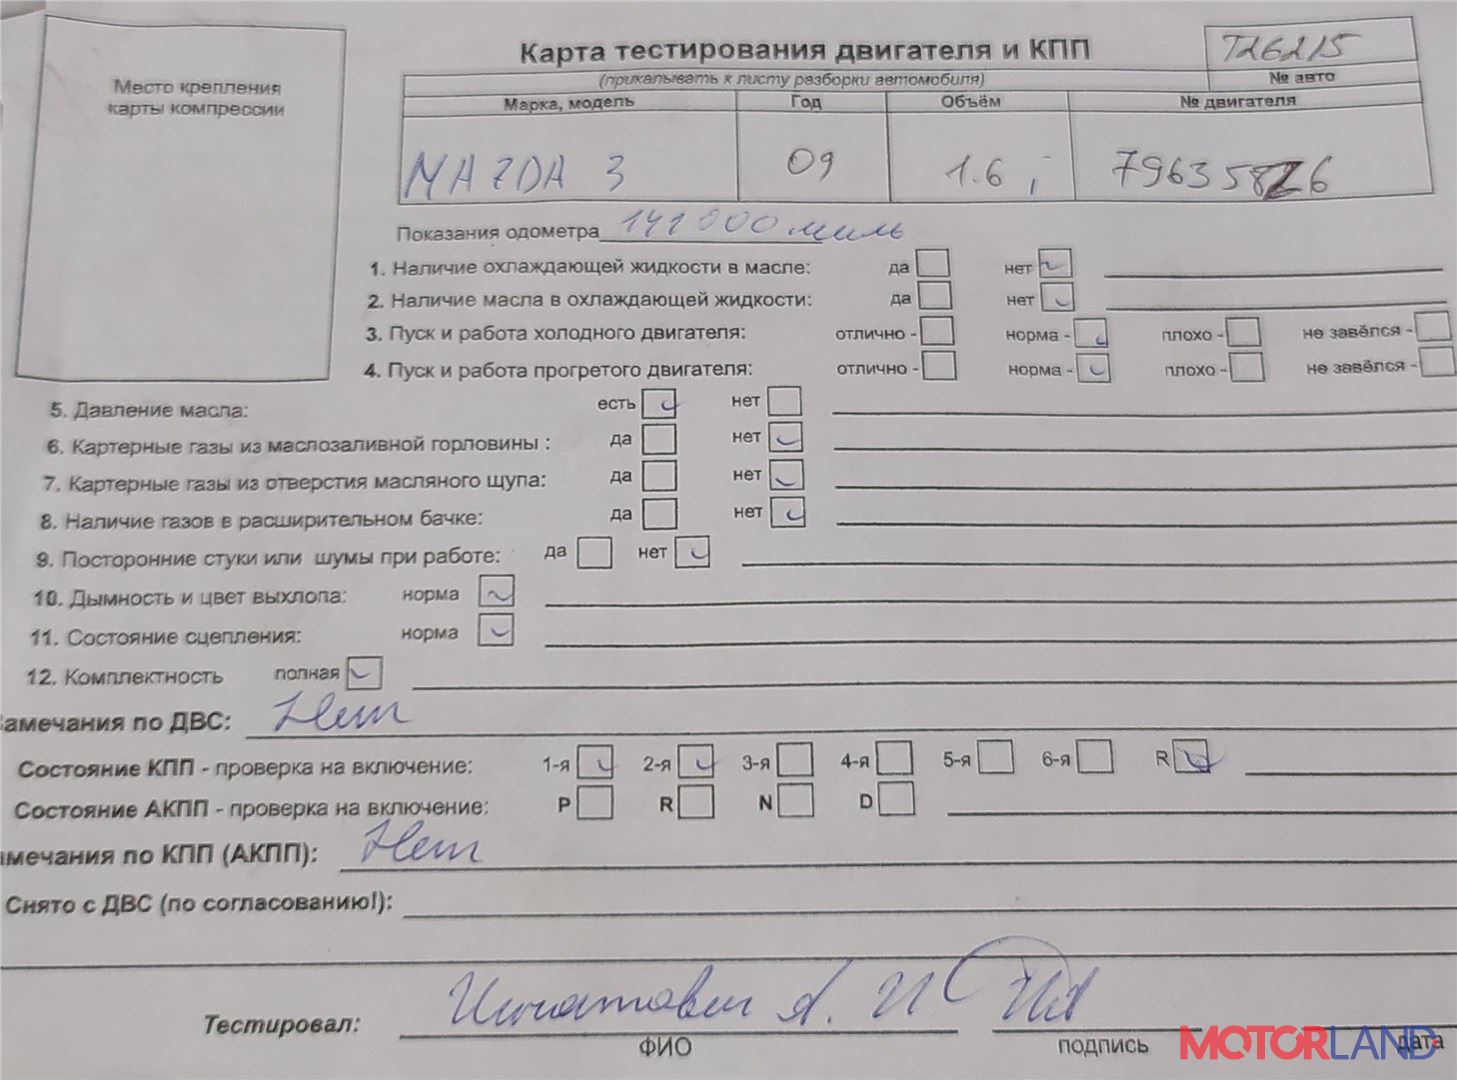 Место крепления
карты компрессии
Карта тестирования двигателя и КПП
Т26215
(прикалывать к листу разборки автомобиля)
№ авто
Марка, модель Год Объём № двигателя
MAZDA 3 09 1.6 i
Показания одометра 141 000 миль
1. Наличие охлаждающей жидкости в масле: да нет
2. Наличие масла в охлаждающей жидкости: да нет
3. Пуск и работа холодного двигателя: отлично - норма - плохо - не завёлся -
4. Пуск и работа прогретого двигателя: отлично - норма - плохо - не завёлся -
5. Давление масла: есть нет
6. Картерные газы из маслозаливной горловины : да нет
7. Картерные газы из отверстия масляного щупа: да нет
8. Наличие газов в расширительном бачке: да нет
9. Посторонние стуки или шумы при работе: да нет
10. Дымность и цвет выхлопа: норма
11. Состояние сцепления: норма
12. Комплектность полная
Замечания по ДВС: Нет
Состояние КПП - проверка на включение: 1-я 2-я 3-я 4-я 5-я 6-я R
Состояние АКПП - проверка на включение: P R N D
амечания по КПП (АКПП): Нет
Снято с ДВС (по согласованию!):
Тестировал: А. И.
ФИО подпись дата
MOTORLAND